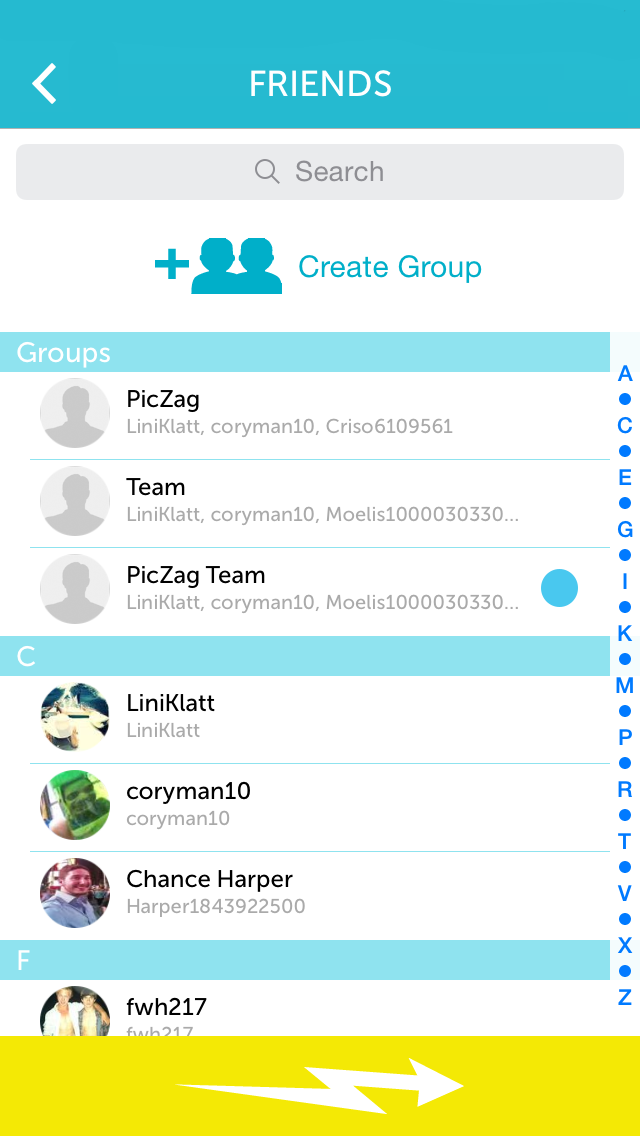 FRIENDS
Search
Create Group
Groups
PicZag
LiniKlatt, coryman10, Criso6109561
Team
LiniKlatt, coryman10, Moelis1000030330...
PicZag Team
LiniKlatt, coryman10, Moelis1000030330...
C
LiniKlatt
LiniKlatt
coryman10
coryman10
Chance Harper
Harper1843922500
F
fwh217
fwh217
A
C
E
G
I
K
M
P
R
T
V
X
Z